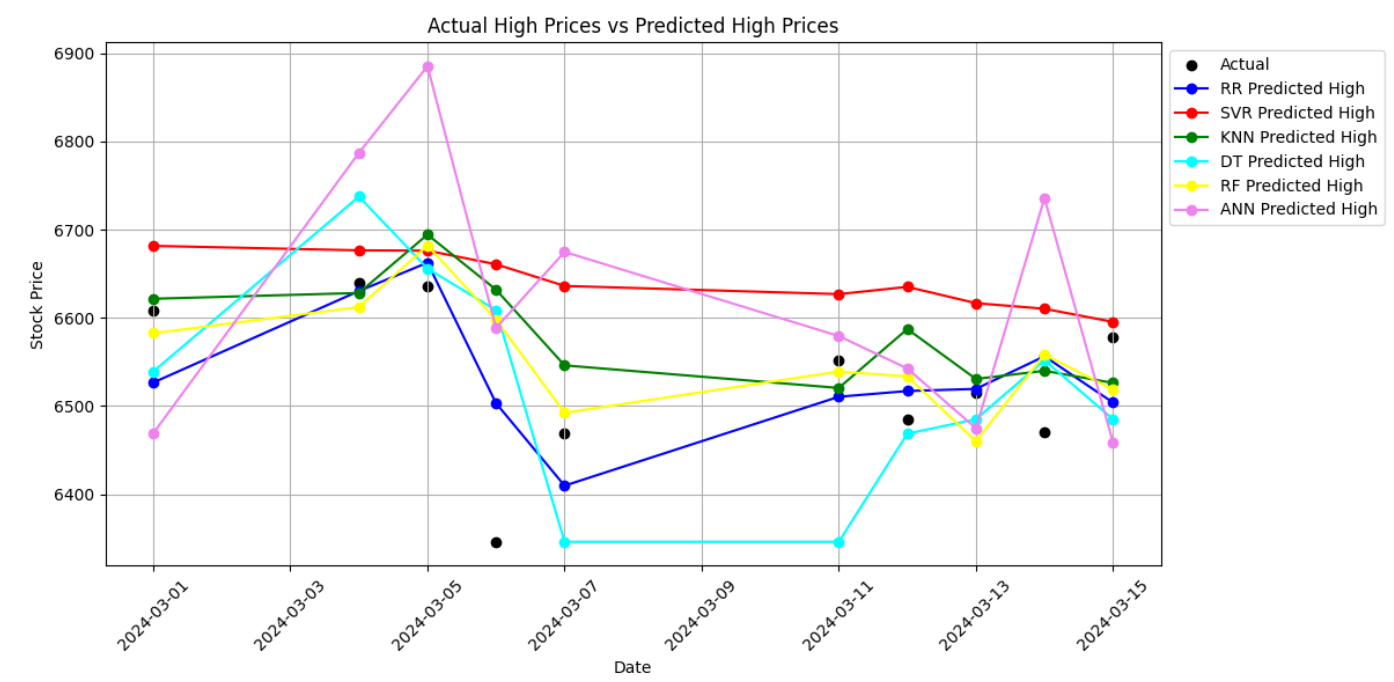 Actual High Prices vs Predicted High Prices
6900
6800
6700
6600
6500
6400
Stock Price
2024-03-01
2024-03-03
2024-03-05
2024-03-07
2024-03-09
2024-03-11
2024-03-13
2024-03-15
Date
Actual
RR Predicted High
SVR Predicted High
KNN Predicted High
DT Predicted High
RF Predicted High
ANN Predicted High